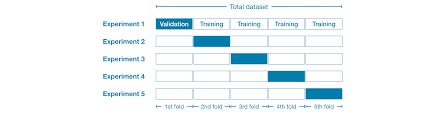 Total dataset
Experiment 1 Validation Training Training Training Training
Experiment 2
Experiment 3
Experiment 4
Experiment 5
1st fold 2nd fold 3rd fold 4th fold 5th fold